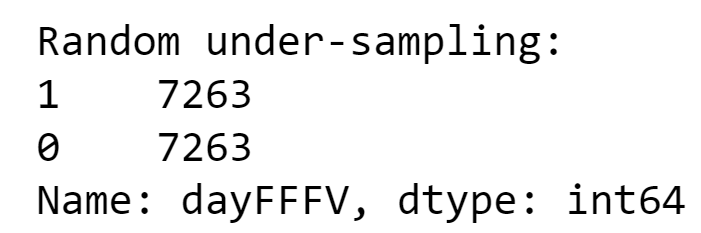 Random under-sampling:
1    7263
0    7263
Name: dayFFFV, dtype: int64